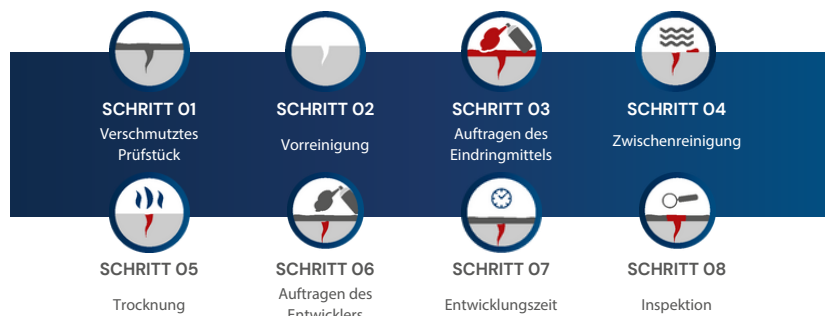 SCHRITT 01
Verschmutztes
Prüfstück
SCHRITT 02
Vorreinigung
SCHRITT 03
Auftragen des
Eindringmittels
SCHRITT 04
Zwischenreinigung
SCHRITT 05
Trocknung
SCHRITT 06
Auftragen des
Entwicklers
SCHRITT 07
Entwicklungszeit
SCHRITT 08
Inspektion